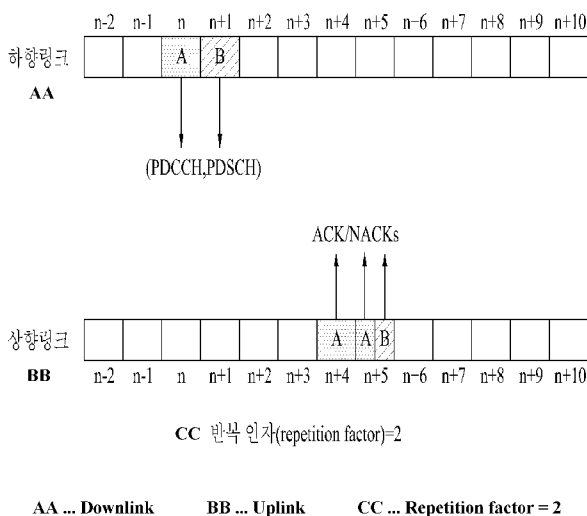 n-2 n-1 n n+1 n+2 n+3 n+4 n+5 n+6 n+7 n+8 n+9 n+10
하향링크
A B
AA
(PDCCH,PDSCH)
ACK/NACKs
상향링크
A A B
BB
n-2 n-1 n n+1 n+2 n+3 n+4 n+5 n-6 n+7 n+8 n+9 n+10
CC 반복 인자(repetition factor)=2
AA ... Downlink BB ... Uplink CC ... Repetition factor = 2